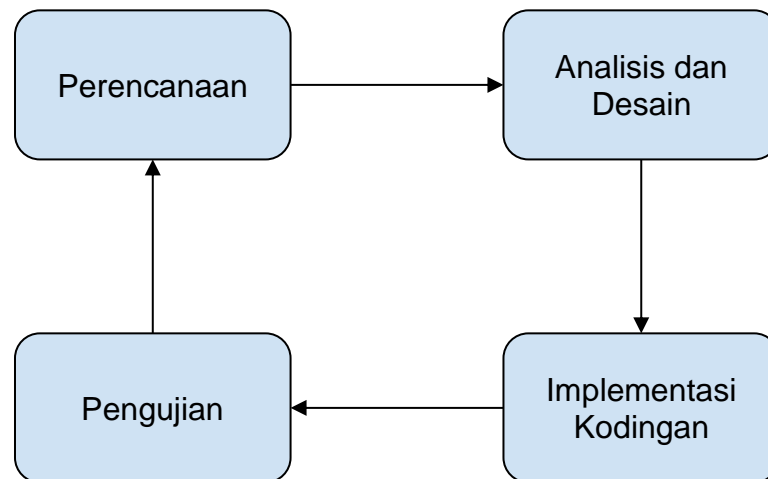 Perencanaan
Analisis dan
Desain
Pengujian
Implementasi
Kodingan